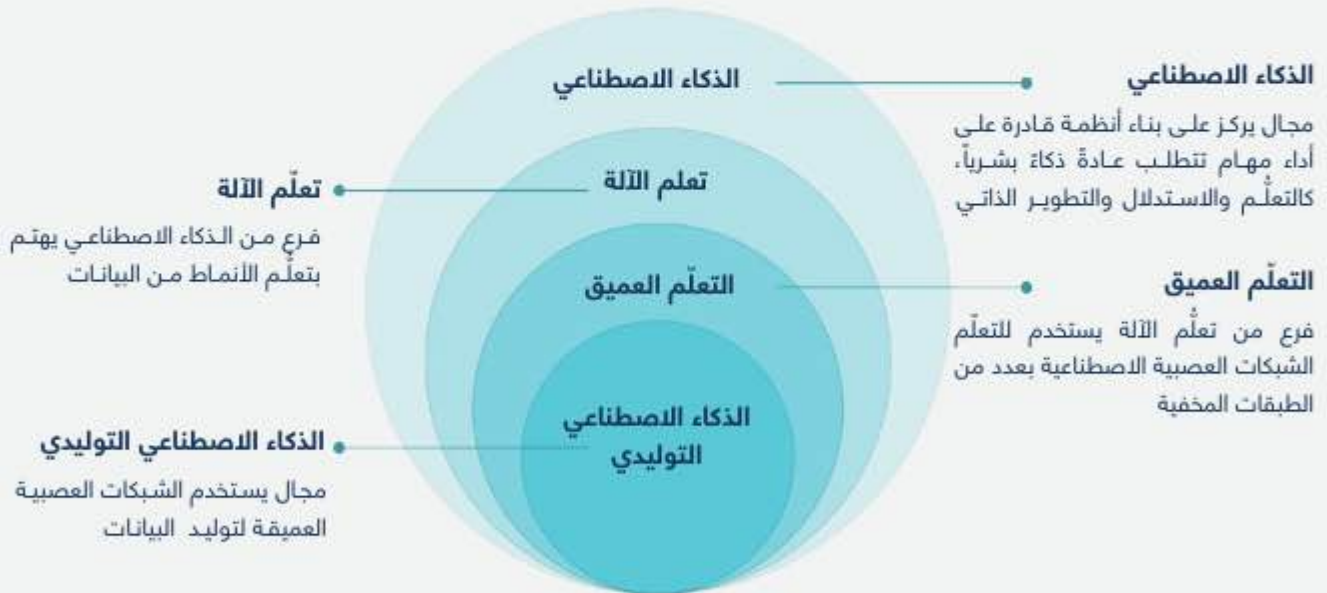 الذكاء الاصطناعي
الذكاء الاصطناعي
مجال يركز على بناء أنظمة قادرة على
أداء مهام تتطلب عادةً ذكاءً بشرياً،
كالتعلُّم والاستدلال والتطوير الذاتي
تعلم الآلة
تعلّم الآلة
فرع من الذكاء الاصطناعي يهتم
بتعلُّم الأنماط من البيانات
التعلّم العميق
التعلّم العميق
فرع من تعلُّم الآلة يستخدم للتعلّم
الشبكات العصبية الاصطناعية بعدد من
الطبقات المخفية
الذكاء الاصطناعي
التوليدي
الذكاء الاصطناعي التوليدي
مجال يستخدم الشبكات العصبية
العميقة لتوليد البيانات